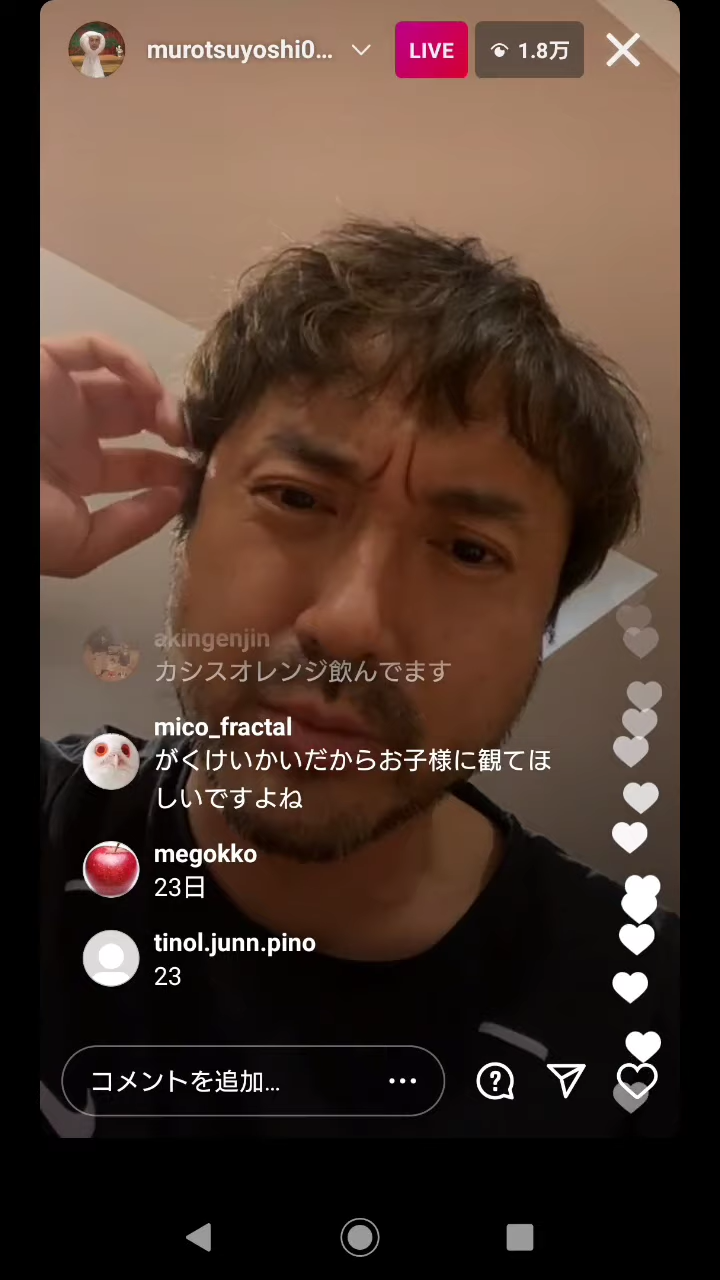 murotsuyoshi0...
LIVE
1.8万
akingenjin
カシスオレンジ飲んでます
mico_fractal
がくけいかいだからお子様に観てほ
しいですよね
megokko
23日
tinol.junn.pino
23
コメントを追加...